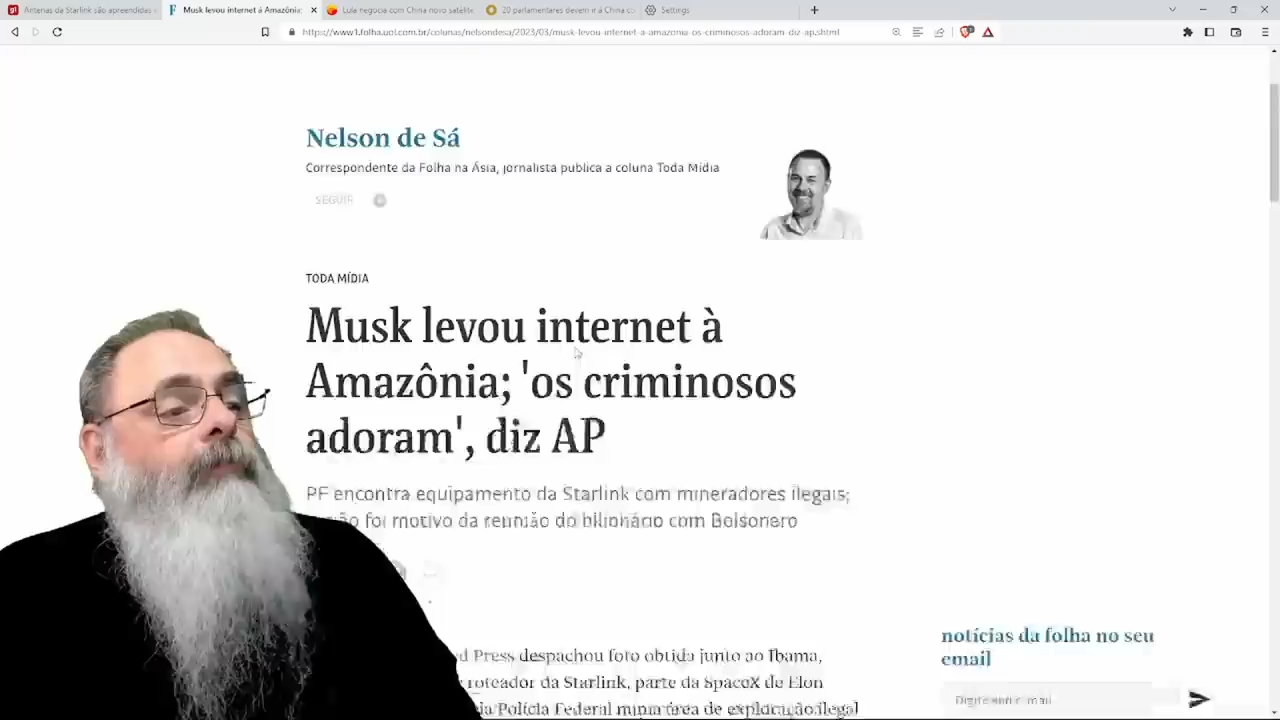 Antenas da Starlink são apreendidas
Musk levou internet à Amazônia;
Lula negocia com China novo satélite
20 parlamentares devem ir à China
Settings
https://www1.folha.uol.com.br/colunas/nelsondesa/2023/03/musk-levou-internet-a-amazonia-os-criminosos-adoram-diz-ap.shtml
Nelson de Sá
Correspondente da Folha na Ásia, jornalista publica a coluna Toda Mídia
SEGUIR
TODA MÍDIA
Musk levou internet à
Amazônia; 'os criminosos
adoram', diz AP
PF encontra equipamento da Starlink com mineradores ilegais;
foi motivo da reunião do bilionário com Bolsonaro
Press despachou foto obtida junto ao Ibama,
roteador da Starlink, parte da SpaceX de Elon
Polícia Federal numa área de exploração ilegal
notícias da folha no seu
email